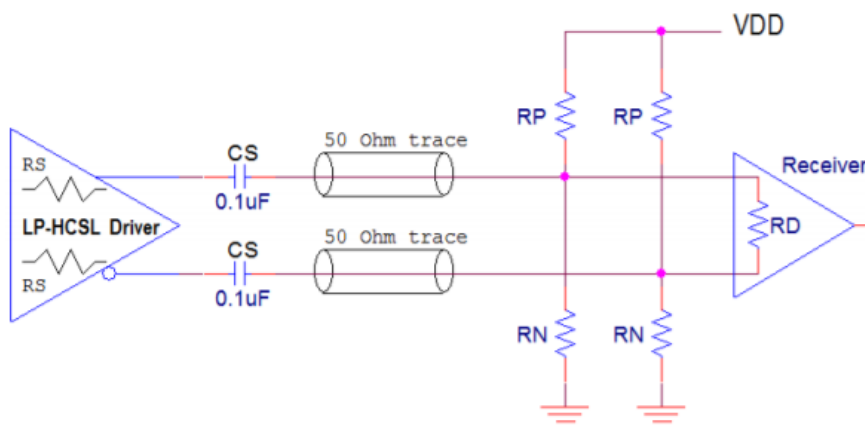 VDD
RP
RP
50 Ohm trace
CS
0.1uF
Receiver
RS
LP-HCSL Driver
RD
50 Ohm trace
CS
0.1uF
RS
RN
RN